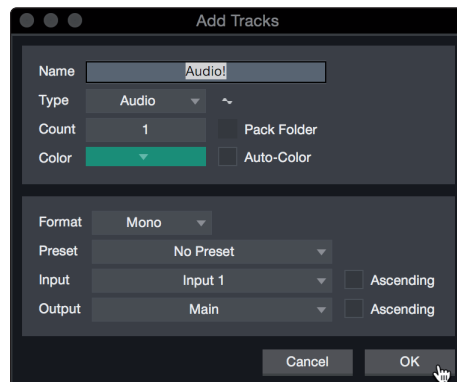 Add Tracks
Name Audio!
Type Audio
Count 1 Pack Folder
Color Auto-Color
Format Mono
Preset No Preset
Input Input 1 Ascending
Output Main Ascending
Cancel OK